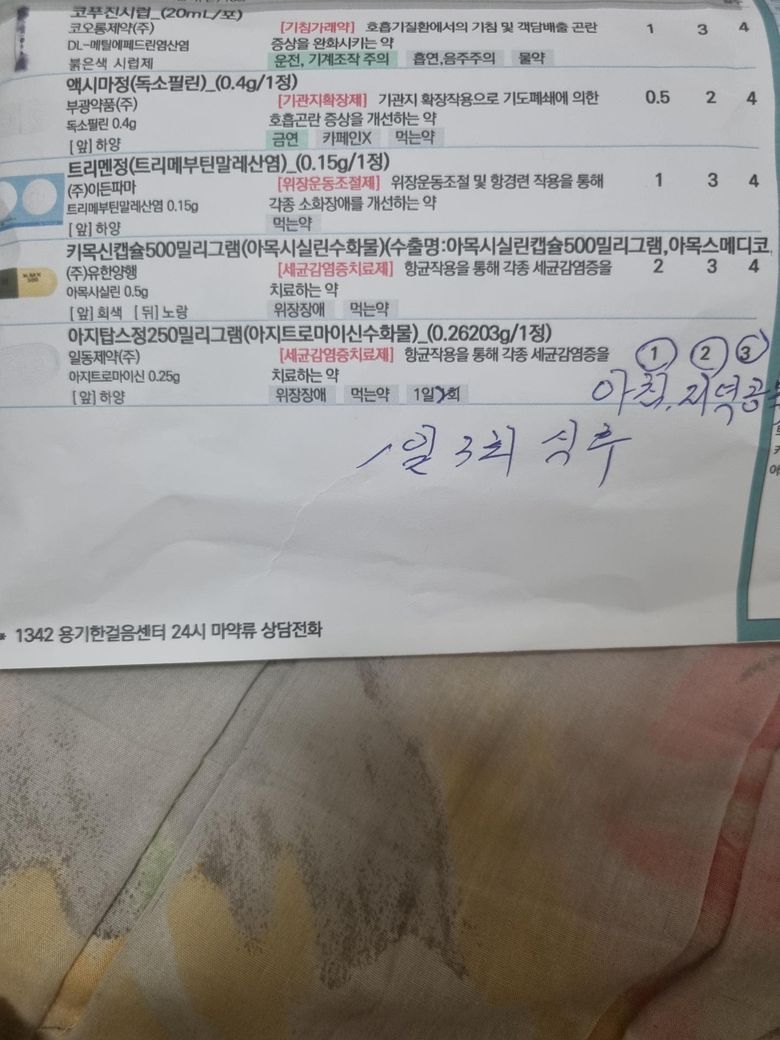 코푸진시럽_(20mL/포)
코오롱제약(주) [기침가래약] 호흡기질환에서의 기침 및 객담배출 곤란 1 3 4
DL-메틸에페드린염산염 증상을 완화시키는 약
붉은색 시럽제 운전, 기계조작 주의 흡연,음주주의 물약
액시마정(독소필린)_(0.4g/1정)
부광약품(주) [기관지확장제] 기관지 확장작용으로 기도폐쇄에 의한 0.5 2 4
독소필린 0.4g 호흡곤란 증상을 개선하는 약
[앞] 하양 금연 카페인X 먹는약
트리멘정(트리메부틴말레산염)_(0.15g/1정)
(주)이든파마 [위장운동조절제] 위장운동조절 및 항경련 작용을 통해 1 3 4
트리메부틴말레산염 0.15g 각종 소화장애를 개선하는 약
[앞] 하양 먹는약
키목신캡슐500밀리그램(아목시실린수화물)(수출명:아목시실린캡슐500밀리그램,아목스메디코
(주)유한양행 [세균감염증치료제] 항균작용을 통해 각종 세균감염증을 2 3 4
아목시실린 0.5g 치료하는 약
[앞] 회색 [뒤] 노랑 위장장애 먹는약
아지탑스정250밀리그램(아지트로마이신수화물)_(0.26203g/1정)
일동제약(주) [세균감염증치료제] 항균작용을 통해 각종 세균감염증을 1 2 3
아지트로마이신 0.25g 치료하는 약
[앞] 하양 위장장애 먹는약 1일 회
아침, 저녁공
1일 3회 식후
* 1342 용기한걸음센터 24시 마약류 상담전화